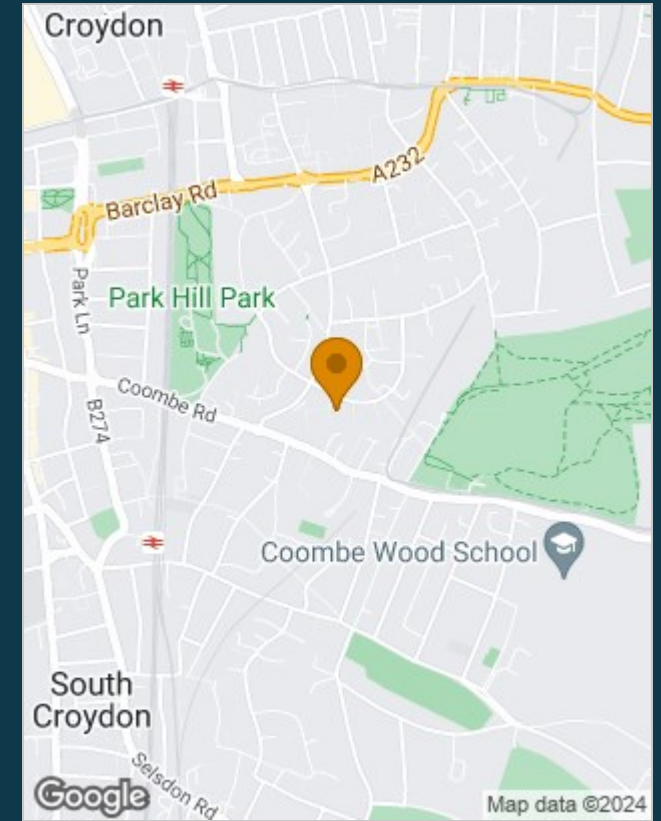 Croydon
A232
Barclay Rd
Park Ln
Park Hill Park
Coombe Rd
B274
Coombe Wood School
South
Croydon
Selsdon Rd
Google
Map data ©2024